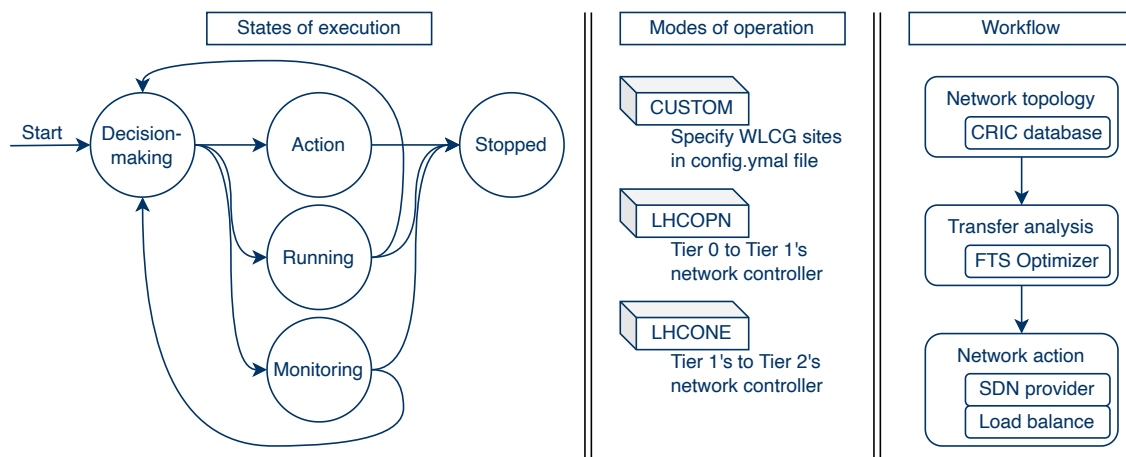 States of execution
Start
Decision-
making
Action
Stopped
Running
Monitoring
Modes of operation
CUSTOM
Specify WLCG sites
in config.ymal file
LHCOPN
Tier 0 to Tier 1's
network controller
LHCONE
Tier 1's to Tier 2's
network controller
Workflow
Network topology
CRIC database
Transfer analysis
FTS Optimizer
Network action
SDN provider
Load balance